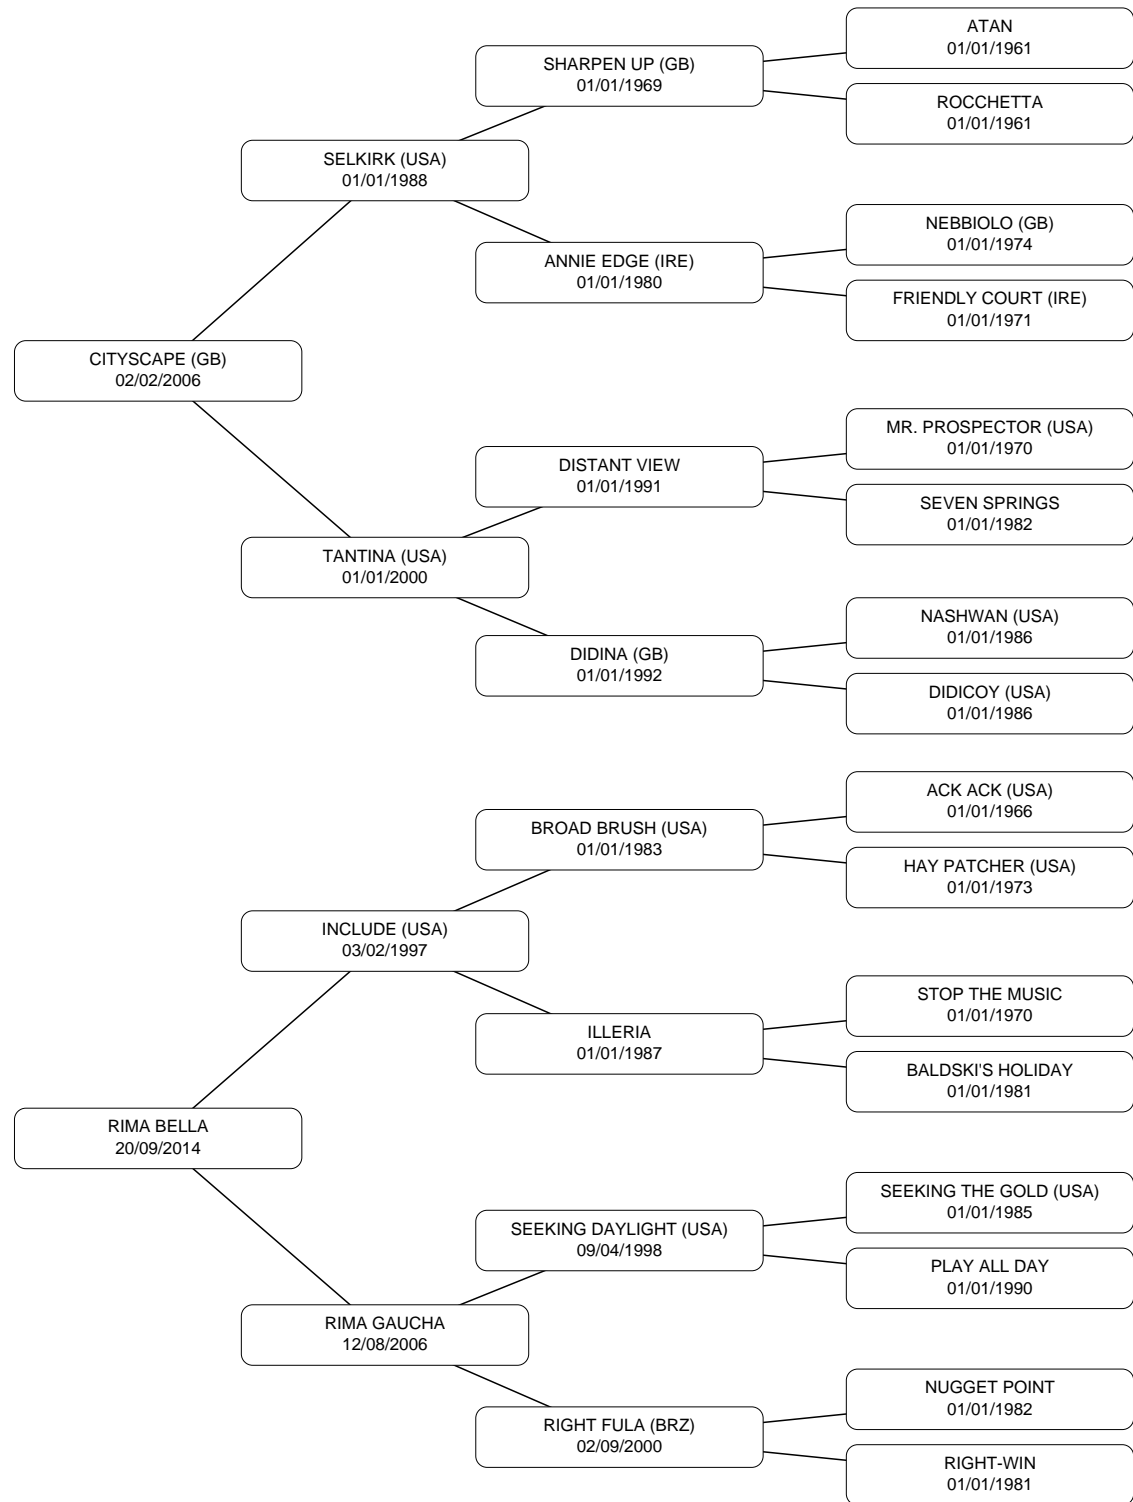 ATAN
01/01/1961
SHARPEN UP (GB)
01/01/1969
ROCCHETTA
01/01/1961
SELKIRK (USA)
01/01/1988
NEBBIOLO (GB)
01/01/1974
ANNIE EDGE (IRE)
01/01/1980
FRIENDLY COURT (IRE)
01/01/1971
CITYSCAPE (GB)
02/02/2006
MR. PROSPECTOR (USA)
01/01/1970
DISTANT VIEW
01/01/1991
SEVEN SPRINGS
01/01/1982
TANTINA (USA)
01/01/2000
NASHWAN (USA)
01/01/1986
DIDINA (GB)
01/01/1992
DIDICOY (USA)
01/01/1986
ACK ACK (USA)
01/01/1966
BROAD BRUSH (USA)
01/01/1983
HAY PATCHER (USA)
01/01/1973
INCLUDE (USA)
03/02/1997
STOP THE MUSIC
01/01/1970
ILLERIA
01/01/1987
BALDSKI'S HOLIDAY
01/01/1981
RIMA BELLA
20/09/2014
SEEKING THE GOLD (USA)
01/01/1985
SEEKING DAYLIGHT (USA)
09/04/1998
PLAY ALL DAY
01/01/1990
RIMA GAUCHA
12/08/2006
NUGGET POINT
01/01/1982
RIGHT FULA (BRZ)
02/09/2000
RIGHT-WIN
01/01/1981